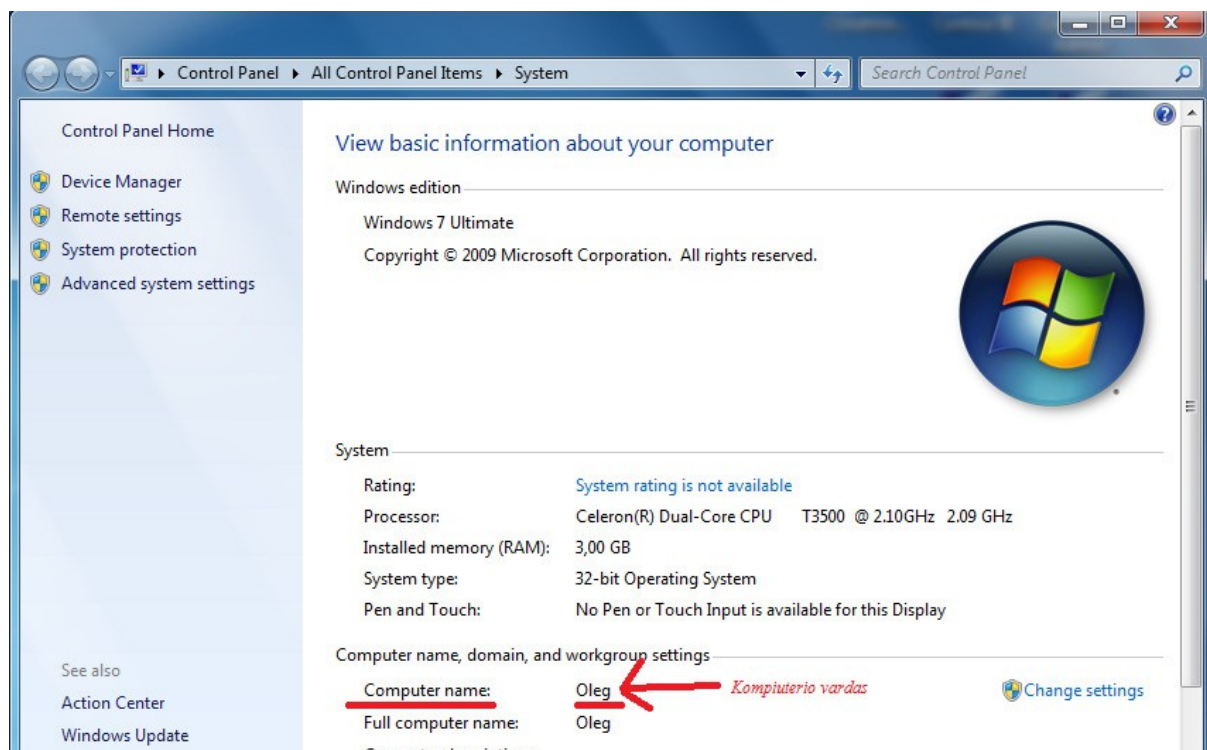 Control Panel ▸ All Control Panel Items ▸ System
Search Control Panel
Control Panel Home
Device Manager
Remote settings
System protection
Advanced system settings
See also
Action Center
Windows Update
View basic information about your computer
Windows edition
Windows 7 Ultimate
Copyright © 2009 Microsoft Corporation. All rights reserved.
System
Rating: System rating is not available
Processor: Celeron(R) Dual-Core CPU T3500 @ 2.10GHz 2.09 GHz
Installed memory (RAM): 3,00 GB
System type: 32-bit Operating System
Pen and Touch: No Pen or Touch Input is available for this Display
Computer name, domain, and workgroup settings
Computer name: Oleg Kompiuterio vardas Change settings
Full computer name: Oleg